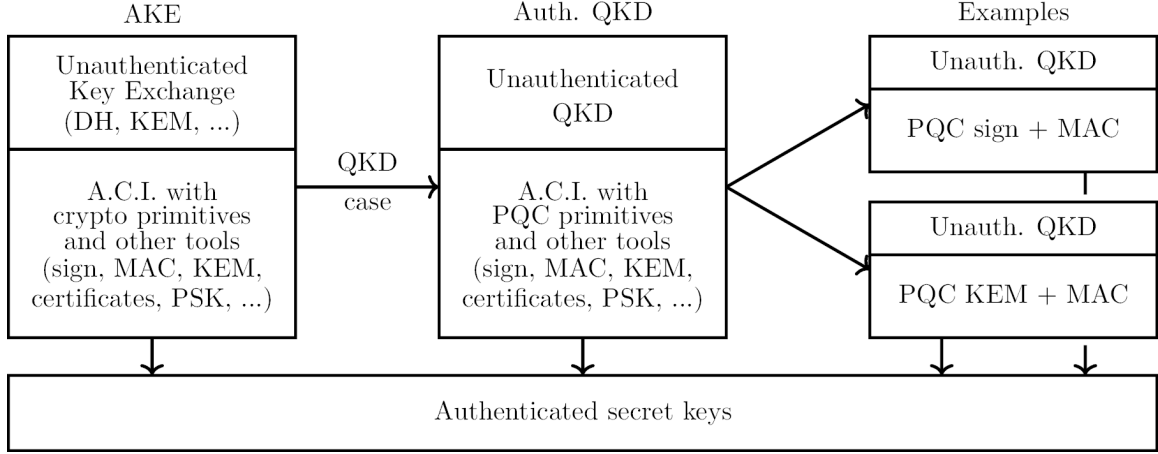 AKE
Unauthenticated
Key Exchange
(DH, KEM, ...)
A.C.I. with
crypto primitives
and other tools
(sign, MAC, KEM,
certificates, PSK, ...)
QKD
case
Auth. QKD
Unauthenticated
QKD
A.C.I. with
PQC primitives
and other tools
(sign, MAC, KEM,
certificates, PSK, ...)
Examples
Unauth. QKD
PQC sign + MAC
Unauth. QKD
PQC KEM + MAC
Authenticated secret keys